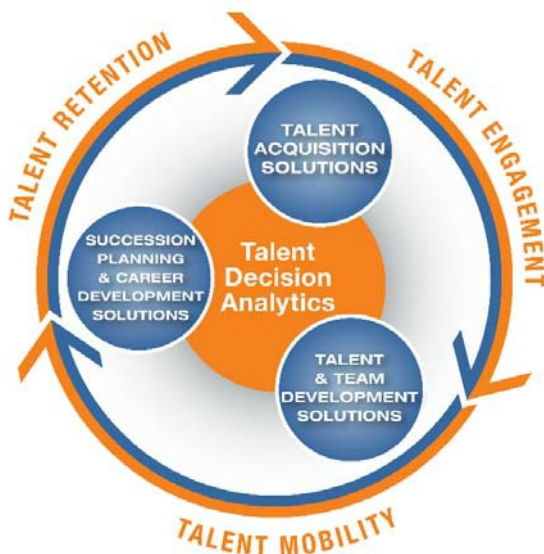 TALENT RETENTION
TALENT ENGAGEMENT
TALENT
ACQUISITION
SOLUTIONS
SUCCESSION
PLANNING
& CAREER
DEVELOPMENT
SOLUTIONS
Talent
Decision
Analytics
TALENT
& TEAM
DEVELOPMENT
SOLUTIONS
TALENT MOBILITY